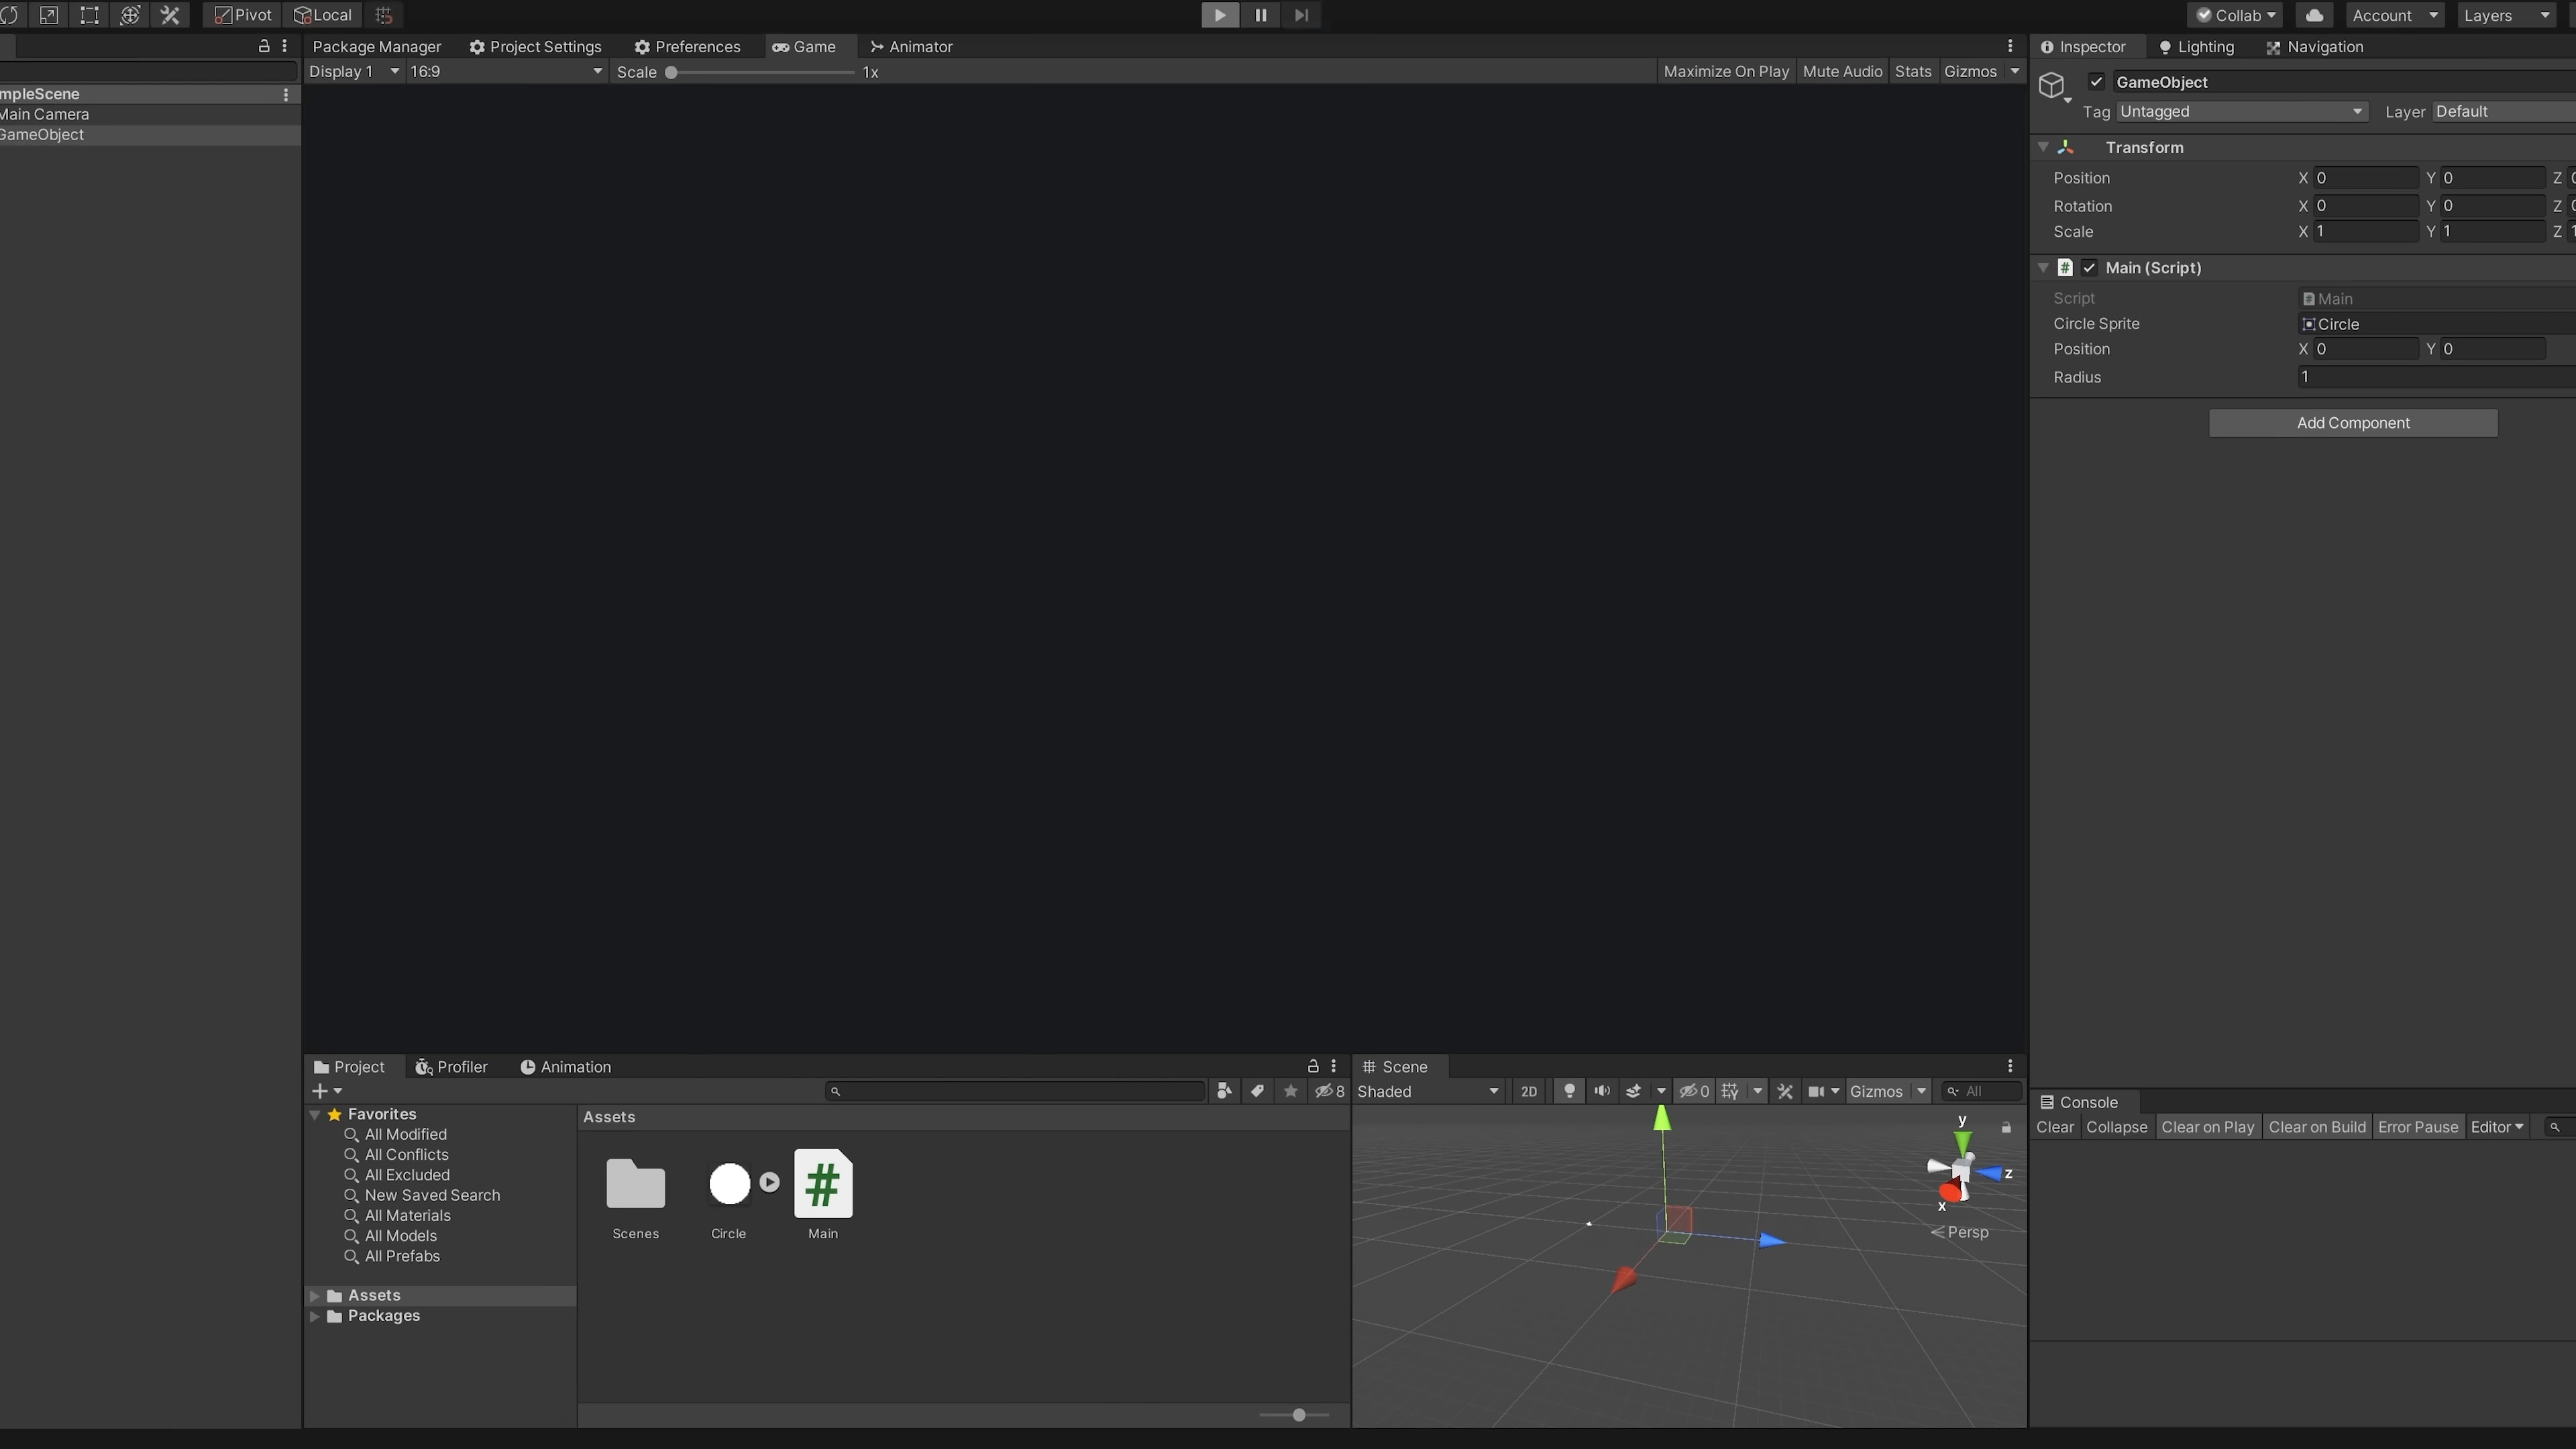 Pivot Local Collab Account Layers
Package Manager Project Settings Preferences Game Animator
Inspector Lighting Navigation
Display 1 16:9 Scale 1x Maximize On Play Mute Audio Stats Gizmos
mpleScene
Main Camera
GameObject
GameObject
Tag Untagged Layer Default
Transform
Position X 0 Y 0 Z
Rotation X 0 Y 0 Z
Scale X 1 Y 1 Z 1
Main (Script)
Script # Main
Circle Sprite Circle
Position X 0 Y 0
Radius 1
Add Component
Project Profiler Animation
Scene
Shaded 2D 0 Gizmos All
8
Favorites
All Modified
All Conflicts
All Excluded
New Saved Search
All Materials
All Models
All Prefabs
Assets
Packages
Assets
#
Scenes Circle Main
y
z
x
Persp
Console
Clear Collapse Clear on Play Clear on Build Error Pause Editor